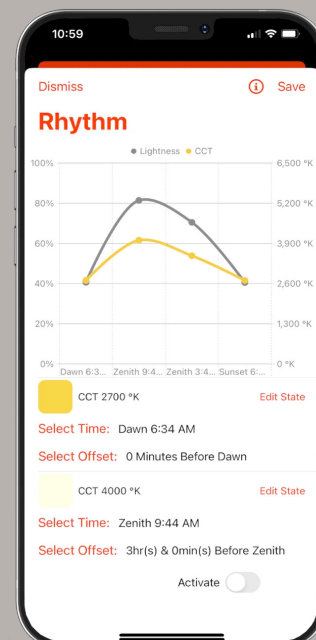 10:59
Dismiss
Save
Rhythm
Lightness CCT
100% 6,500 °K
80% 5,200 °K
60% 3,900 °K
40% 2,600 °K
20% 1,300 °K
0% 0 °K
Dawn 6:3... Zenith 9:4... Zenith 3:4... Sunset 6:...
CCT 2700 °K Edit State
Select Time: Dawn 6:34 AM
Select Offset: 0 Minutes Before Dawn
CCT 4000 °K Edit State
Select Time: Zenith 9:44 AM
Select Offset: 3hr(s) & 0min(s) Before Zenith
Activate